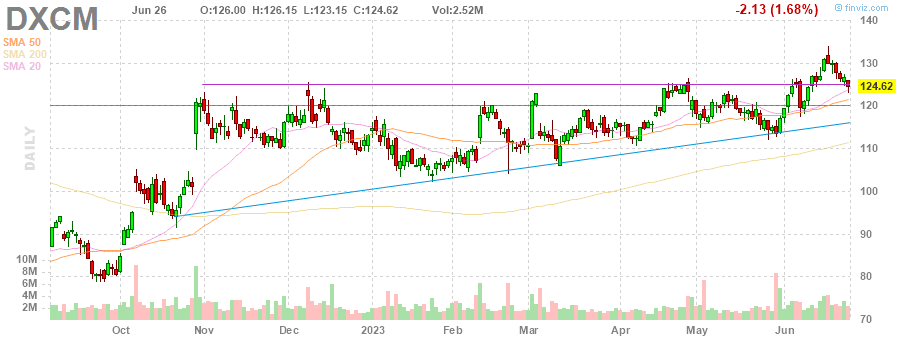 DXCM Jun 26 O:126.00 H:126.15 L:123.15 C:124.62 Vol:2.52M -2.13 (1.68%) © finviz.com
SMA 50
SMA 200
SMA 20
DAILY
140
130
124.62
120
110
100
90
80
70
10M
8M
6M
4M
2M
Oct Nov Dec 2023 Feb Mar Apr May Jun